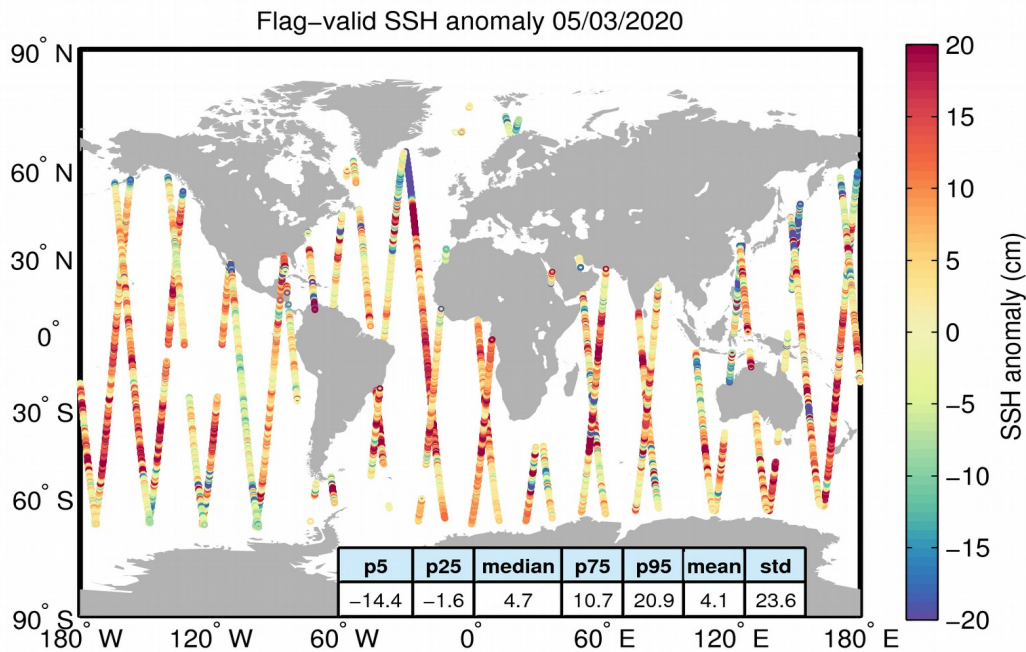 Flag−valid SSH anomaly 05/03/2020
90° N
60° N
30° N
0°
30° S
60° S
90° S
180° W
120° W
60° W
0°
60° E
120° E
180° E
p5 p25 median p75 p95 mean std
−14.4 −1.6 4.7 10.7 20.9 4.1 23.6
20
15
10
5
0
−5
−10
−15
−20
SSH anomaly (cm)